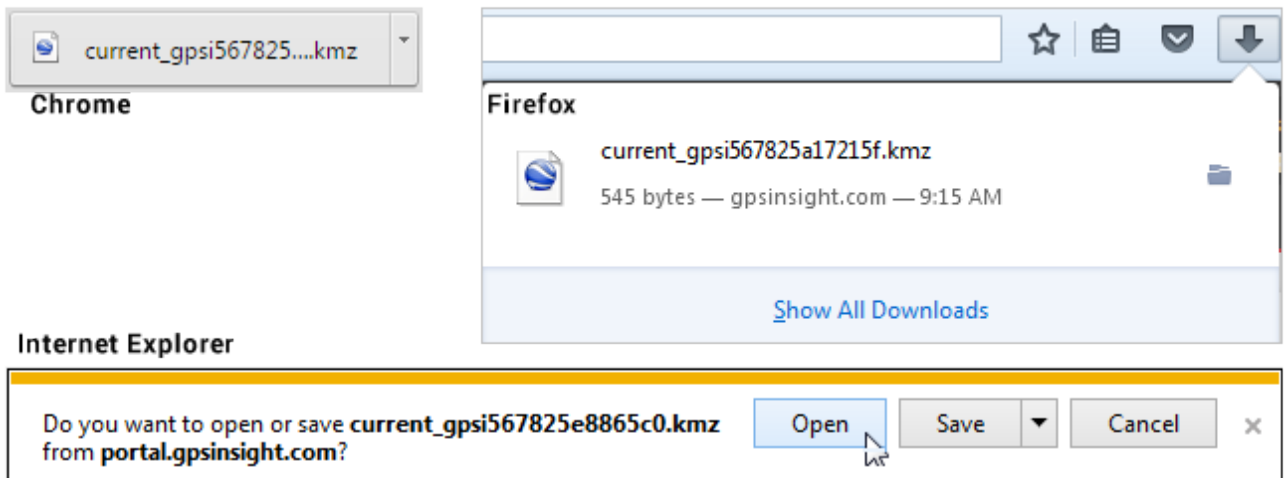 current_gpsi567825....kmz
Chrome
Firefox
current_gpsi567825a17215f.kmz
545 bytes — gpsinsight.com — 9:15 AM
Show All Downloads
Internet Explorer
Do you want to open or save current_gpsi567825e8865c0.kmz
from portal.gpsinsight.com?
Open
Save
Cancel